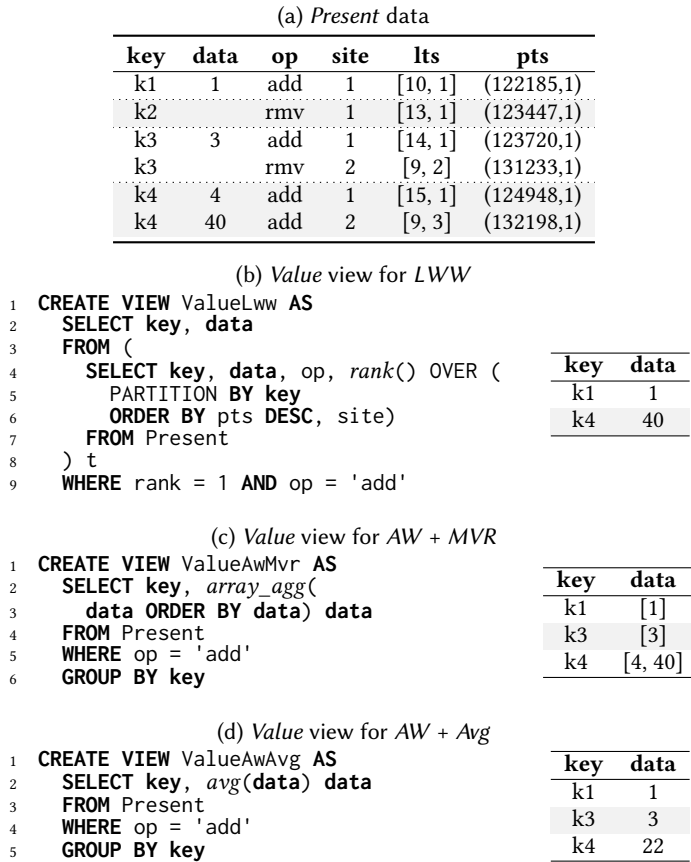 (a) Present data
key data op site lts pts
k1 1 add 1 [10, 1] (122185,1)
k2 rmv 1 [13, 1] (123447,1)
k3 3 add 1 [14, 1] (123720,1)
k3 rmv 2 [9, 2] (131233,1)
k4 4 add 1 [15, 1] (124948,1)
k4 40 add 2 [9, 3] (132198,1)
(b) Value view for LWW
1 CREATE VIEW ValueLww AS
2 SELECT key, data
3 FROM (
4 SELECT key, data, op, rank() OVER (
5 PARTITION BY key
6 ORDER BY pts DESC, site)
7 FROM Present
8 ) t
9 WHERE rank = 1 AND op = 'add'
key data
k1 1
k4 40
(c) Value view for AW + MVR
1 CREATE VIEW ValueAwMvr AS
2 SELECT key, array_agg(
3 data ORDER BY data) data
4 FROM Present
5 WHERE op = 'add'
6 GROUP BY key
key data
k1 [1]
k3 [3]
k4 [4, 40]
(d) Value view for AW + Avg
1 CREATE VIEW ValueAwAvg AS
2 SELECT key, avg(data) data
3 FROM Present
4 WHERE op = 'add'
5 GROUP BY key
key data
k1 1
k3 3
k4 22